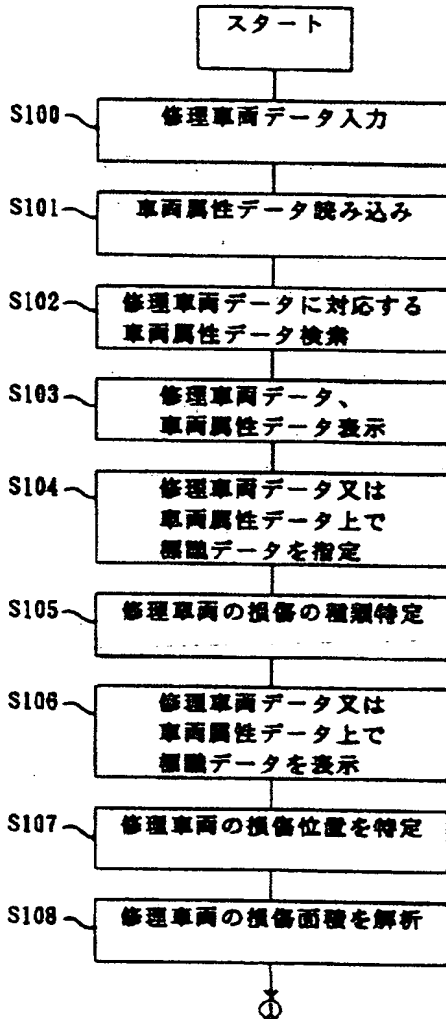 スタート
S100
修理車両データ入力
S101
車両属性データ読み込み
S102
修理車両データに対応する
車両属性データ検索
S103
修理車両データ、
車両属性データ表示
S104
修理車両データ又は
車両属性データ上で
標識データを指定
S105
修理車両の損傷の種類特定
S106
修理車両データ又は
車両属性データ上で
標識データを表示
S107
修理車両の損傷位置を特定
S108
修理車両の損傷面積を解析
①